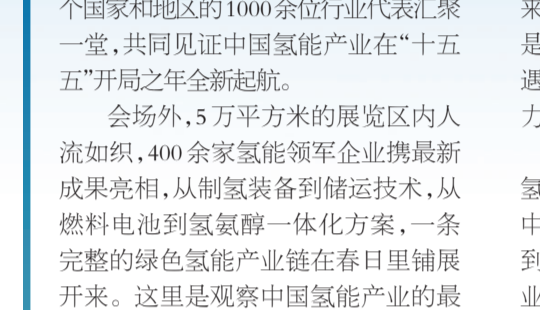 个国家和地区的1000余位行业代表汇聚
一堂,共同见证中国氢能产业在“十五
五”开局之年全新起航。
会场外,5万平方米的展览区内人
流如织,400余家氢能领军企业携最新
成果亮相,从制氢装备到储运技术,从
燃料电池到氢氨醇一体化方案,一条
完整的绿色氢能产业链在春日里铺展
开来。这里是观察中国氢能产业的最
是
遇
力
氢
中
到
业